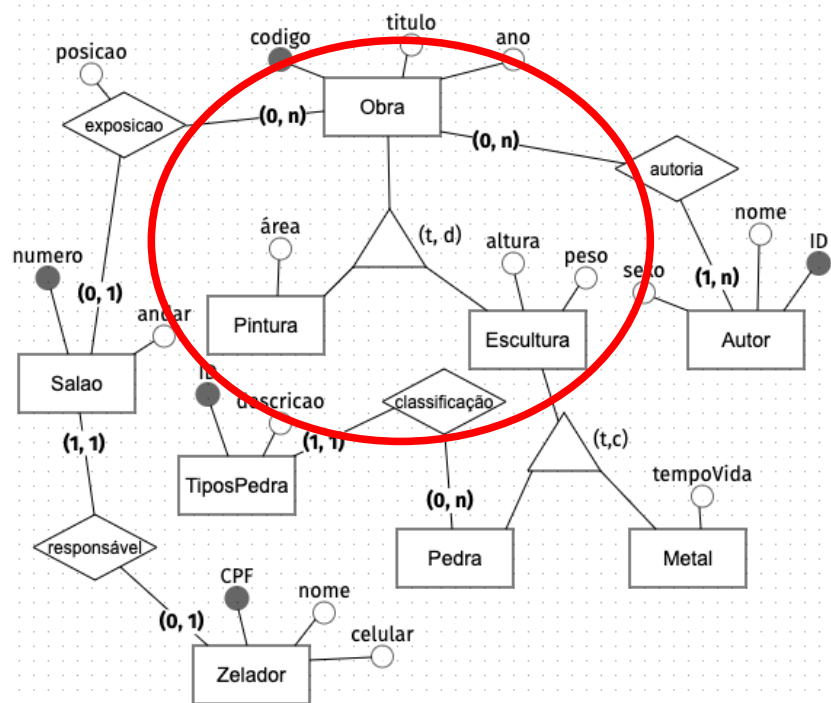 titulo
codigo
ano
posicao
Obra
(0, n)
exposicao
(0, n)
autoria
nome
ID
área
(t, d)
altura
peso
numero
sexo
(1, n)
(0, 1)
andar
Pintura
Escultura
Autor
Salao
ID
descricao
classificação
(1, 1)
(1, 1)
(t,c)
tempoVida
TiposPedra
(0, n)
responsável
Pedra
Metal
CPF
nome
(0, 1)
celular
Zelador